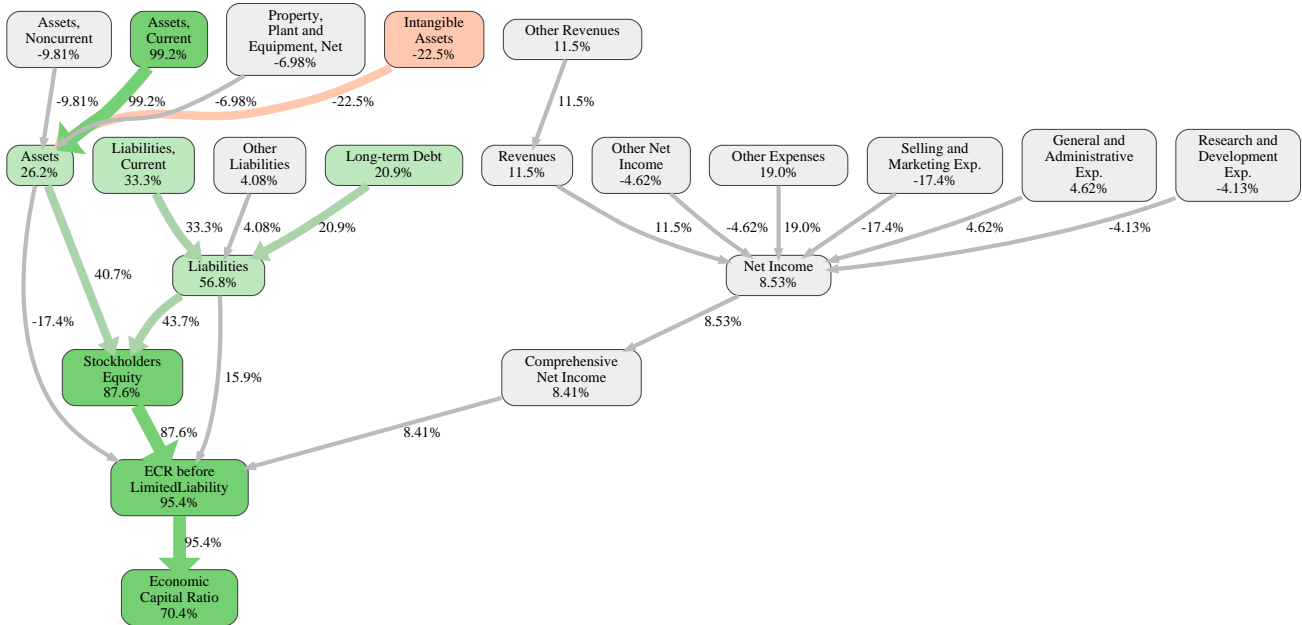 Assets,
Noncurrent
-9.81%
Assets,
Current
99.2%
Property,
Plant and
Equipment, Net
-6.98%
Intangible
Assets
-22.5%
Other Revenues
11.5%
-9.81%
99.2%
-6.98%
-22.5%
11.5%
Assets
26.2%
Liabilities,
Current
33.3%
Other
Liabilities
4.08%
Long-term Debt
20.9%
Revenues
11.5%
Other Net
Income
-4.62%
Other Expenses
19.0%
Selling and
Marketing Exp.
-17.4%
General and
Administrative
Exp.
4.62%
Research and
Development
Exp.
-4.13%
33.3%
4.08%
20.9%
11.5%
-4.62%
19.0%
-17.4%
4.62%
-4.13%
40.7%
Liabilities
56.8%
Net Income
8.53%
-17.4%
43.7%
8.53%
Stockholders
Equity
87.6%
15.9%
Comprehensive
Net Income
8.41%
87.6%
8.41%
ECR before
LimitedLiability
95.4%
95.4%
Economic
Capital Ratio
70.4%